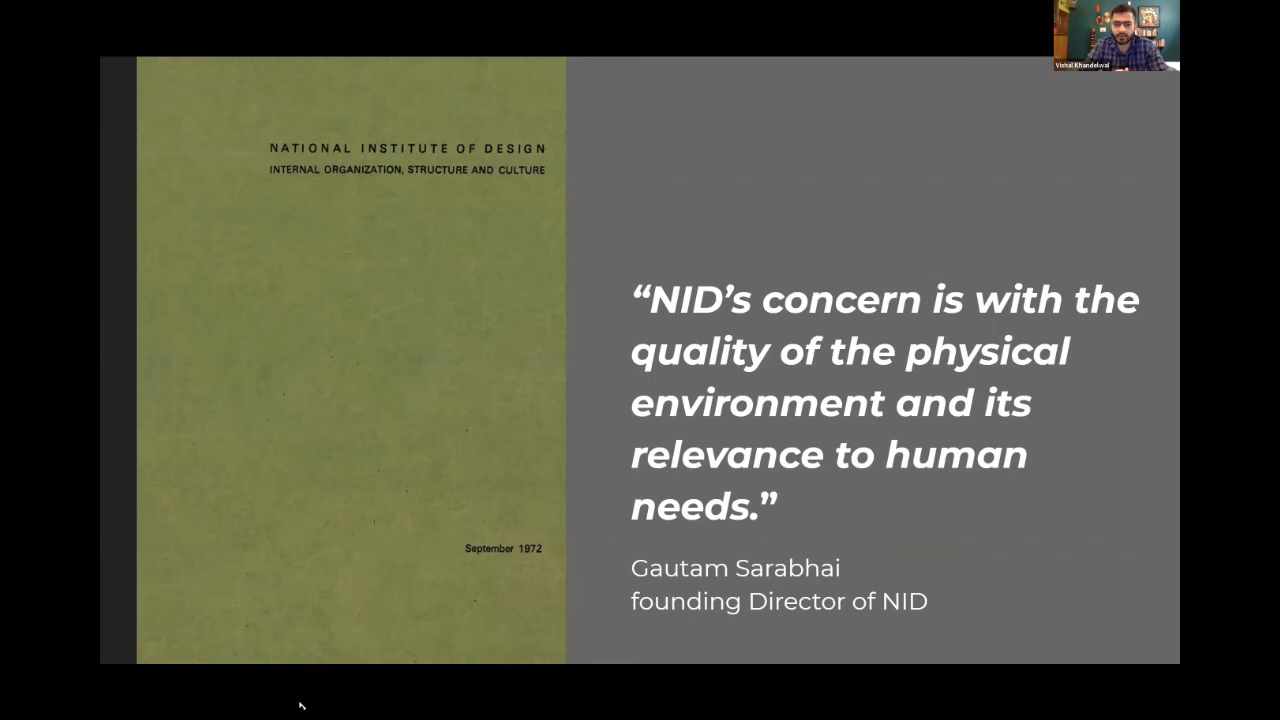 Vishal Khandelwal
NATIONAL INSTITUTE OF DESIGN
INTERNAL ORGANIZATION, STRUCTURE AND CULTURE
September 1972
“NID’s concern is with the
quality of the physical
environment and its
relevance to human
needs.”
Gautam Sarabhai
founding Director of NID